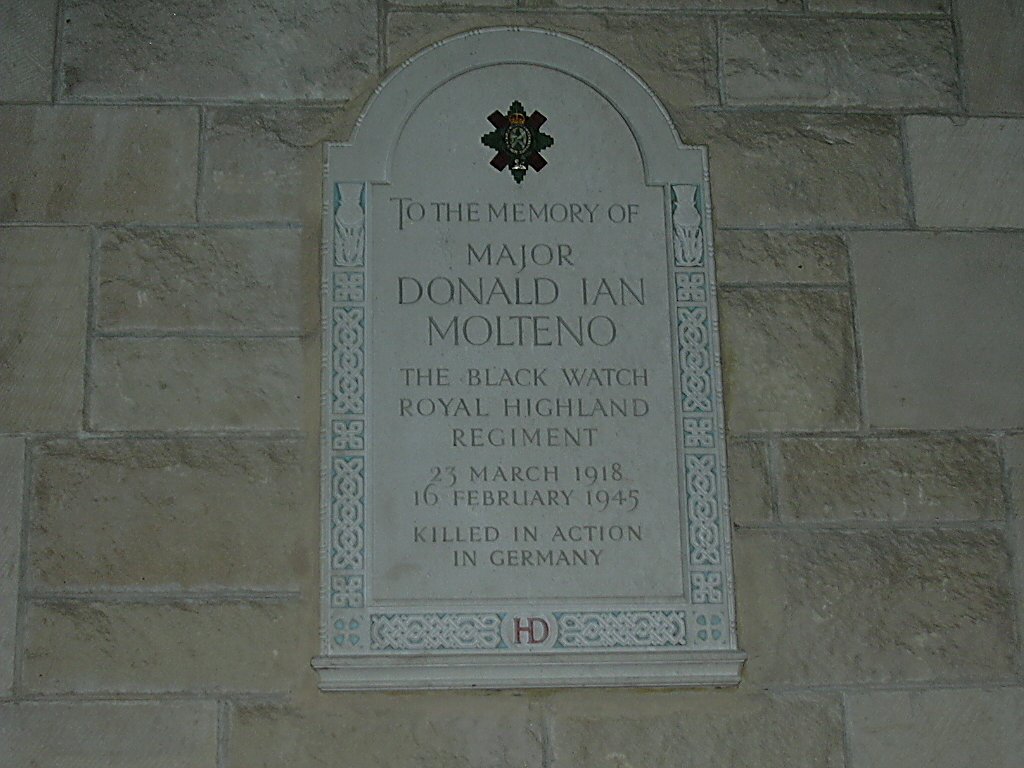 TO THE MEMORY OF
MAJOR
DONALD IAN
MOLTENO
THE BLACK WATCH
ROYAL HIGHLAND
REGIMENT
23 MARCH 1918
16 FEBRUARY 1945
KILLED IN ACTION
IN GERMANY
HD